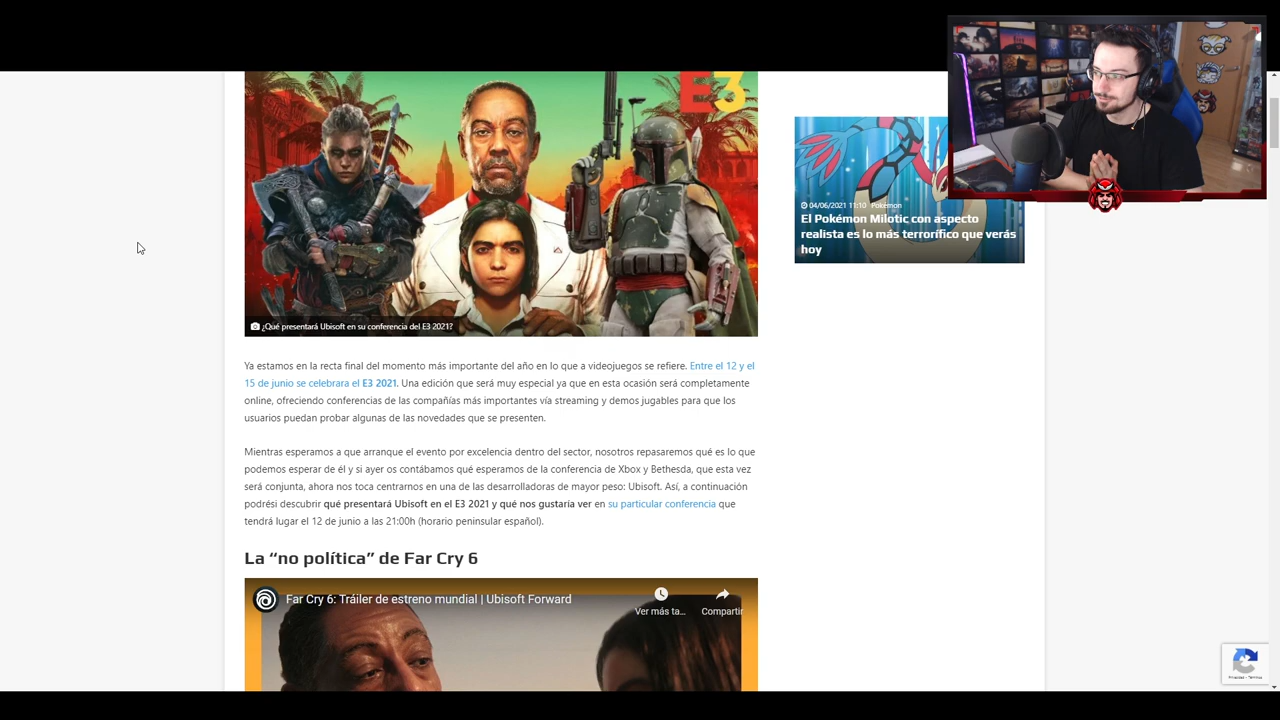 E3
¿Qué presentará Ubisoft en su conferencia del E3 2021?
04/06/2021 11:10 Pokémon
El Pokémon Milotic con aspecto
realista es lo más terrorífico que verás
hoy
Ya estamos en la recta final del momento más importante del año en lo que a videojuegos se refiere. Entre el 12 y el
15 de junio se celebrara el E3 2021. Una edición que será muy especial ya que en esta ocasión será completamente
online, ofreciendo conferencias de las compañías más importantes vía streaming y demos jugables para que los
usuarios puedan probar algunas de las novedades que se presenten.
Mientras esperamos a que arranque el evento por excelencia dentro del sector, nosotros repasaremos qué es lo que
podemos esperar de él y si ayer os contábamos qué esperamos de la conferencia de Xbox y Bethesda, que esta vez
será conjunta, ahora nos toca centrarnos en una de las desarrolladoras de mayor peso: Ubisoft. Así, a continuación
podrési descubrir qué presentará Ubisoft en el E3 2021 y qué nos gustaría ver en su particular conferencia que
tendrá lugar el 12 de junio a las 21:00h (horario peninsular español).
La “no política” de Far Cry 6
Far Cry 6: Tráiler de estreno mundial | Ubisoft Forward
Ver más ta... Compartir
Privacidad - Términos